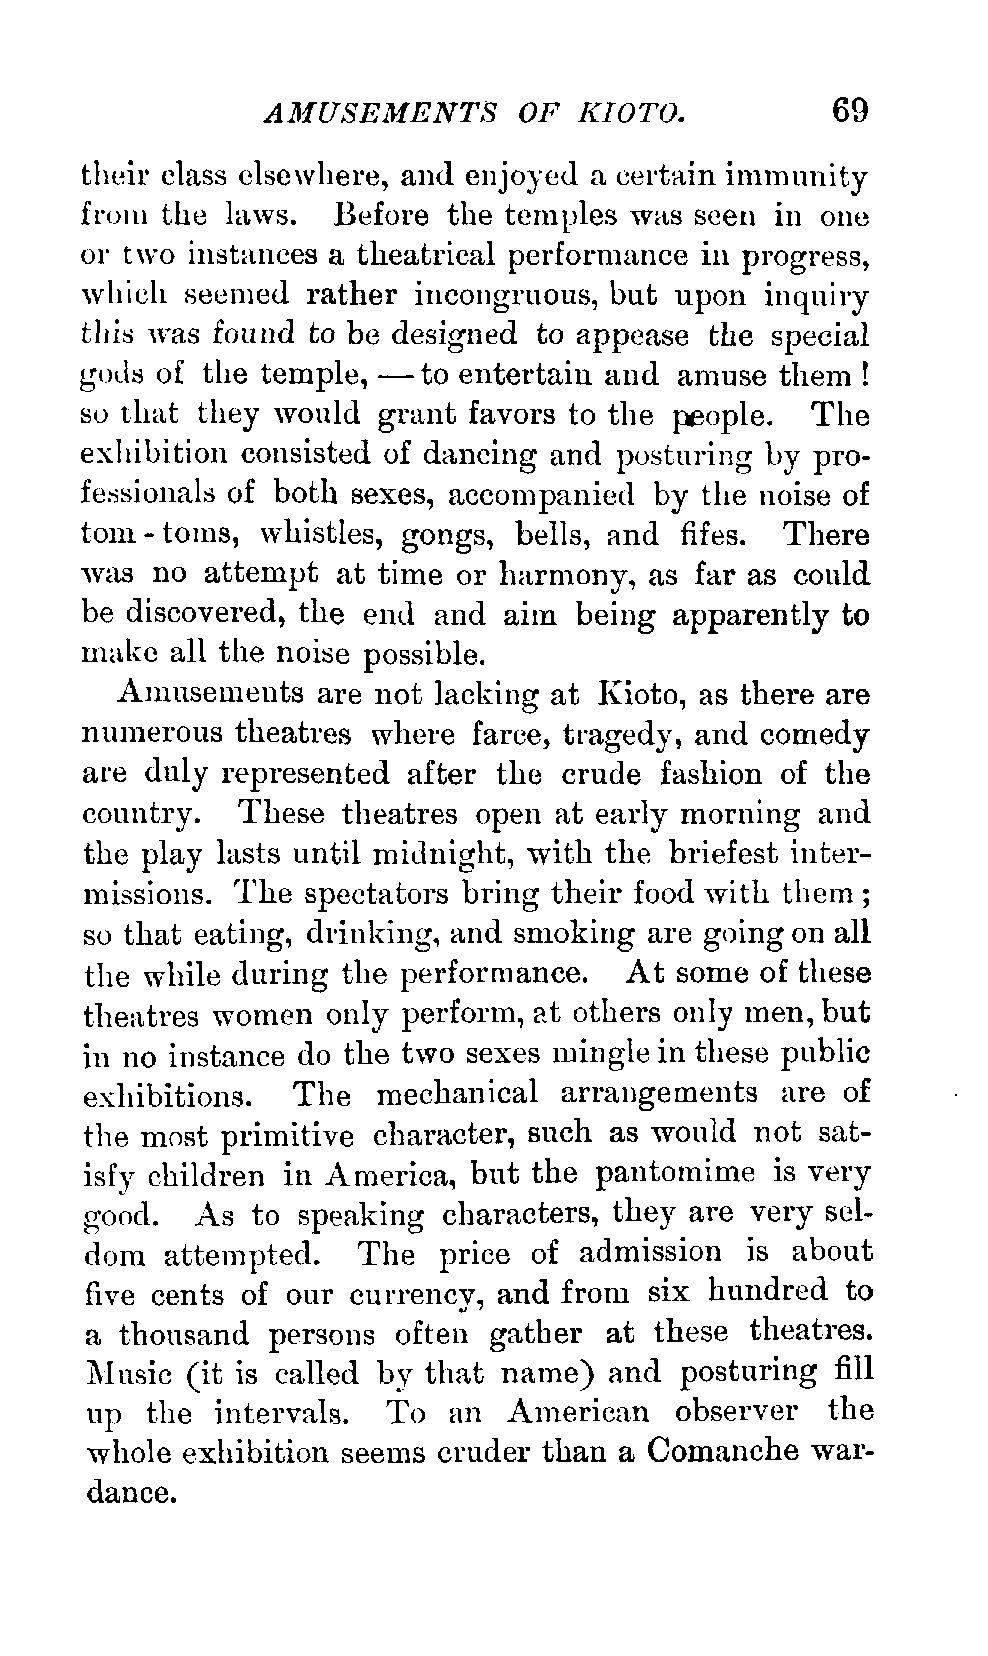 AMUSEMENTS OF KIOTO. 69
their class elsewhere, and enjoyed a certain immunity
from the laws. Before the temples was seen in one
or two instances a theatrical performance in progress,
which seemed rather incongruous, but upon inquiry
this was found to be designed to appease the special
gods of the temple, — to entertain and amuse them !
so that they would grant favors to the people. The
exhibition consisted of dancing and posturing by pro-
fessionals of both sexes, accompanied by the noise of
tom - toms, whistles, gongs, bells, and fifes. There
was no attempt at time or harmony, as far as could
be discovered, the end and aim being apparently to
make all the noise possible.
Amusements are not lacking at Kioto, as there are
numerous theatres where farce, tragedy, and comedy
are duly represented after the crude fashion of the
country. These theatres open at early morning and
the play lasts until midnight, with the briefest inter-
missions. The spectators bring their food with them ;
so that eating, drinking, and smoking are going on all
the while during the performance. At some of these
theatres women only perform, at others only men, but
in no instance do the two sexes mingle in these public
exhibitions. The mechanical arrangements are of
the most primitive character, such as would not sat-
isfy children in America, but the pantomime is very
good. As to speaking characters, they are very sel-
dom attempted. The price of admission is about
five cents of our currency, and from six hundred to
a thousand persons often gather at these theatres.
Music (it is called by that name) and posturing fill
up the intervals. To an American observer the
whole exhibition seems cruder than a Comanche war-
dance.